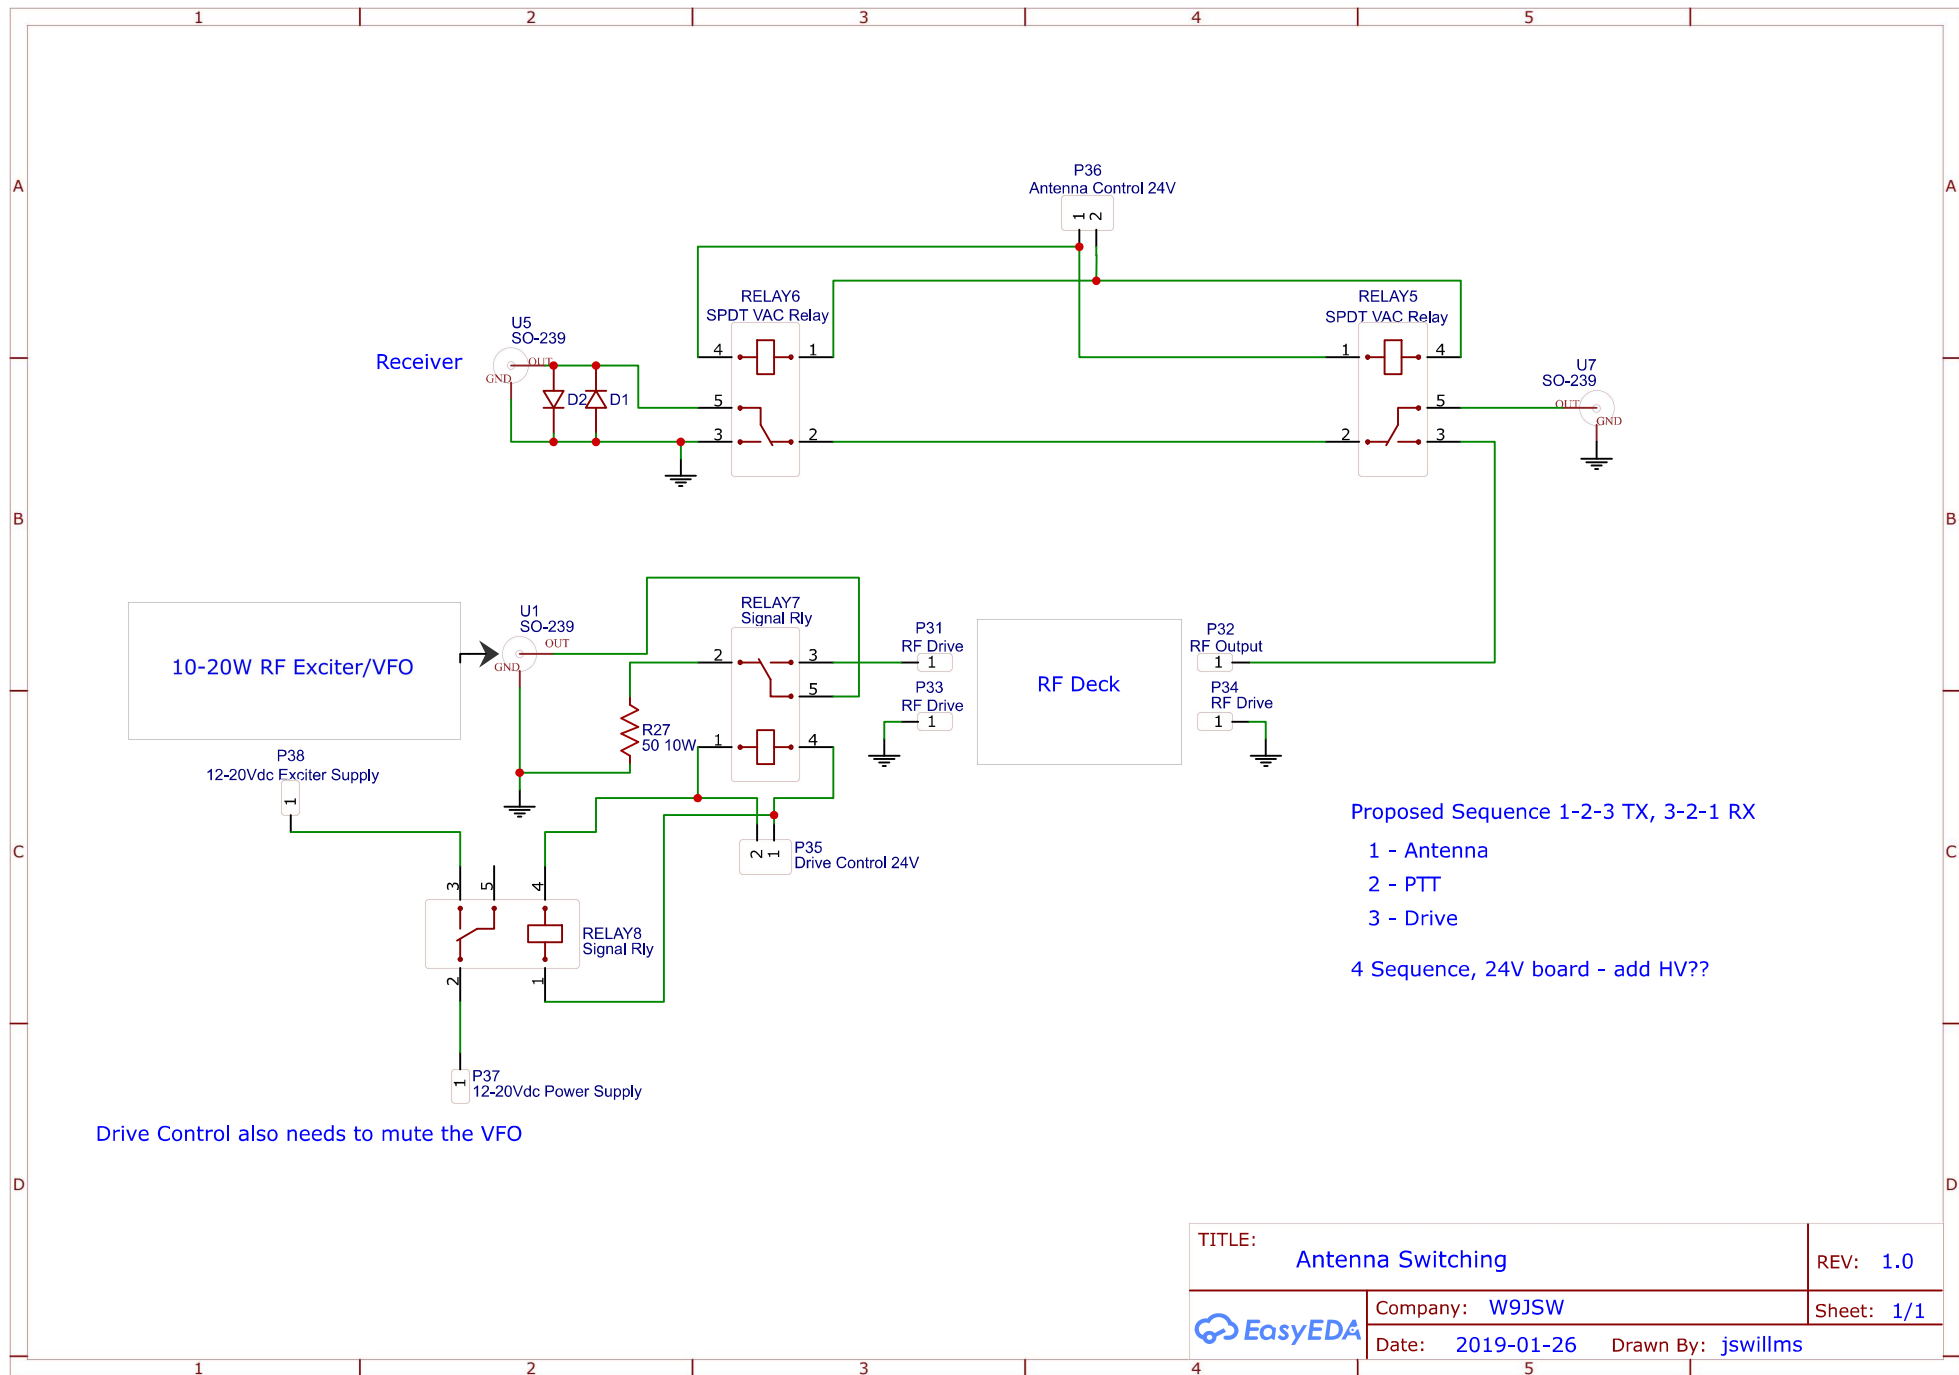 1 2 3 4 5
A A
P36
Antenna Control 24V
1 2
RELAY6
SPDT VAC Relay
RELAY5
SPDT VAC Relay
U5
SO-239
Receiver
OUT
GND
4 1
1 4
U7
SO-239
D2 D1
5
5
OUT
GND
3 2
2 3
B B
RELAY7
Signal Rly
U1
SO-239
OUT
GND
10-20W RF Exciter/VFO
2 3
5
P31
RF Drive
1
P33
RF Drive
1
RF Deck
P32
RF Output
1
P34
RF Drive
1
R27
50 10W
1 4
P38
12-20Vdc Exciter Supply
1
2 1
P35
Drive Control 24V
C C
3 5 4
RELAY8
Signal Rly
2 1
P37
12-20Vdc Power Supply
1
Proposed Sequence 1-2-3 TX, 3-2-1 RX
1 - Antenna
2 - PTT
3 - Drive
4 Sequence, 24V board - add HV??
Drive Control also needs to mute the VFO
D D
TITLE:
Antenna Switching
REV: 1.0
EasyEDA
Company: W9JSW
Sheet: 1/1
Date: 2019-01-26 Drawn By: jswillms
1 2 3 4 5